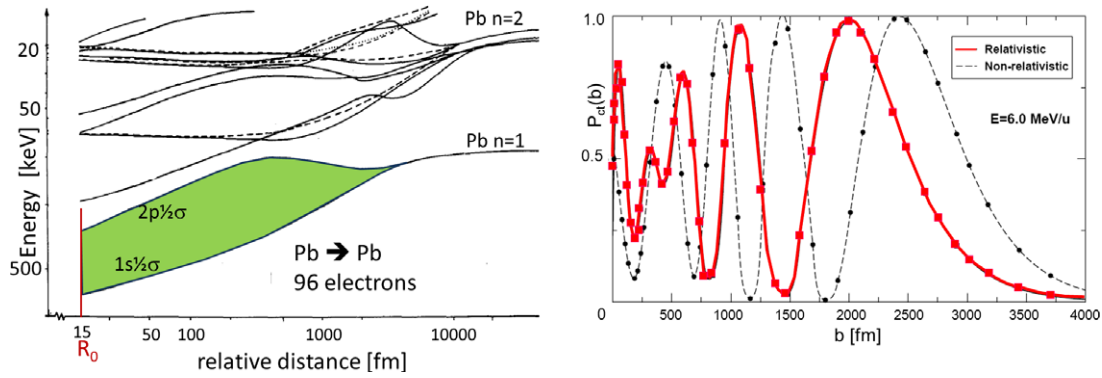 Pb n=2
20
50
Pb n=1
Energy [keV]
2p½σ
1s½σ
Pb ➔ Pb
96 electrons
500
15 50 100 1000 10000
R₀
relative distance [fm]
1.0
0.5
0
P_ct(b)
Relativistic
Non-relativistic
E=6.0 MeV/u
0 500 1000 1500 2000 2500 3000 3500 4000
b [fm]